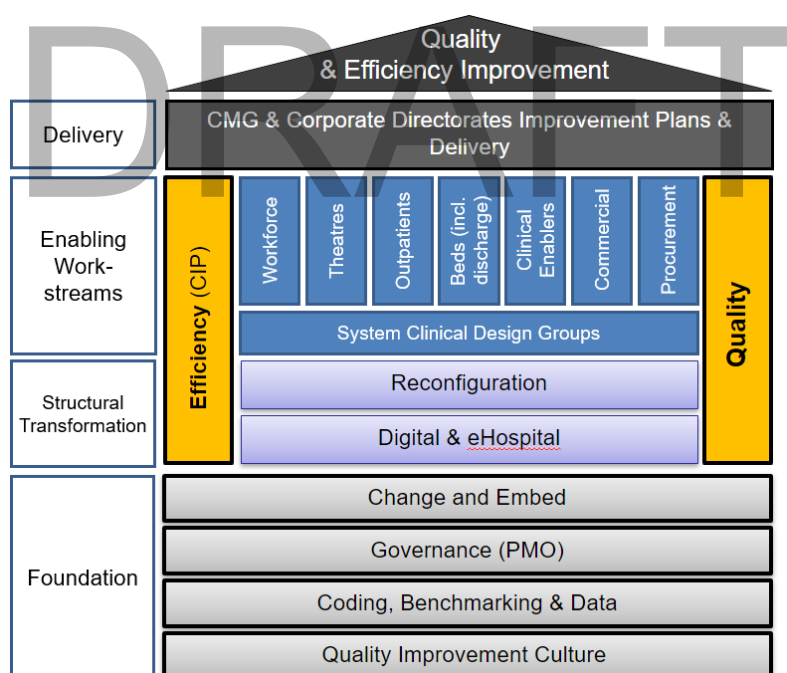 DRAFT
Quality
& Efficiency Improvement
Delivery
CMG & Corporate Directorates Improvement Plans &
Delivery
Enabling
Work-
streams
Efficiency (CIP)
Workforce
Theatres
Outpatients
Beds (incl.
discharge)
Clinical
Enablers
Commercial
Procurement
Quality
System Clinical Design Groups
Structural
Transformation
Reconfiguration
Digital & eHospital
Foundation
Change and Embed
Governance (PMO)
Coding, Benchmarking & Data
Quality Improvement Culture